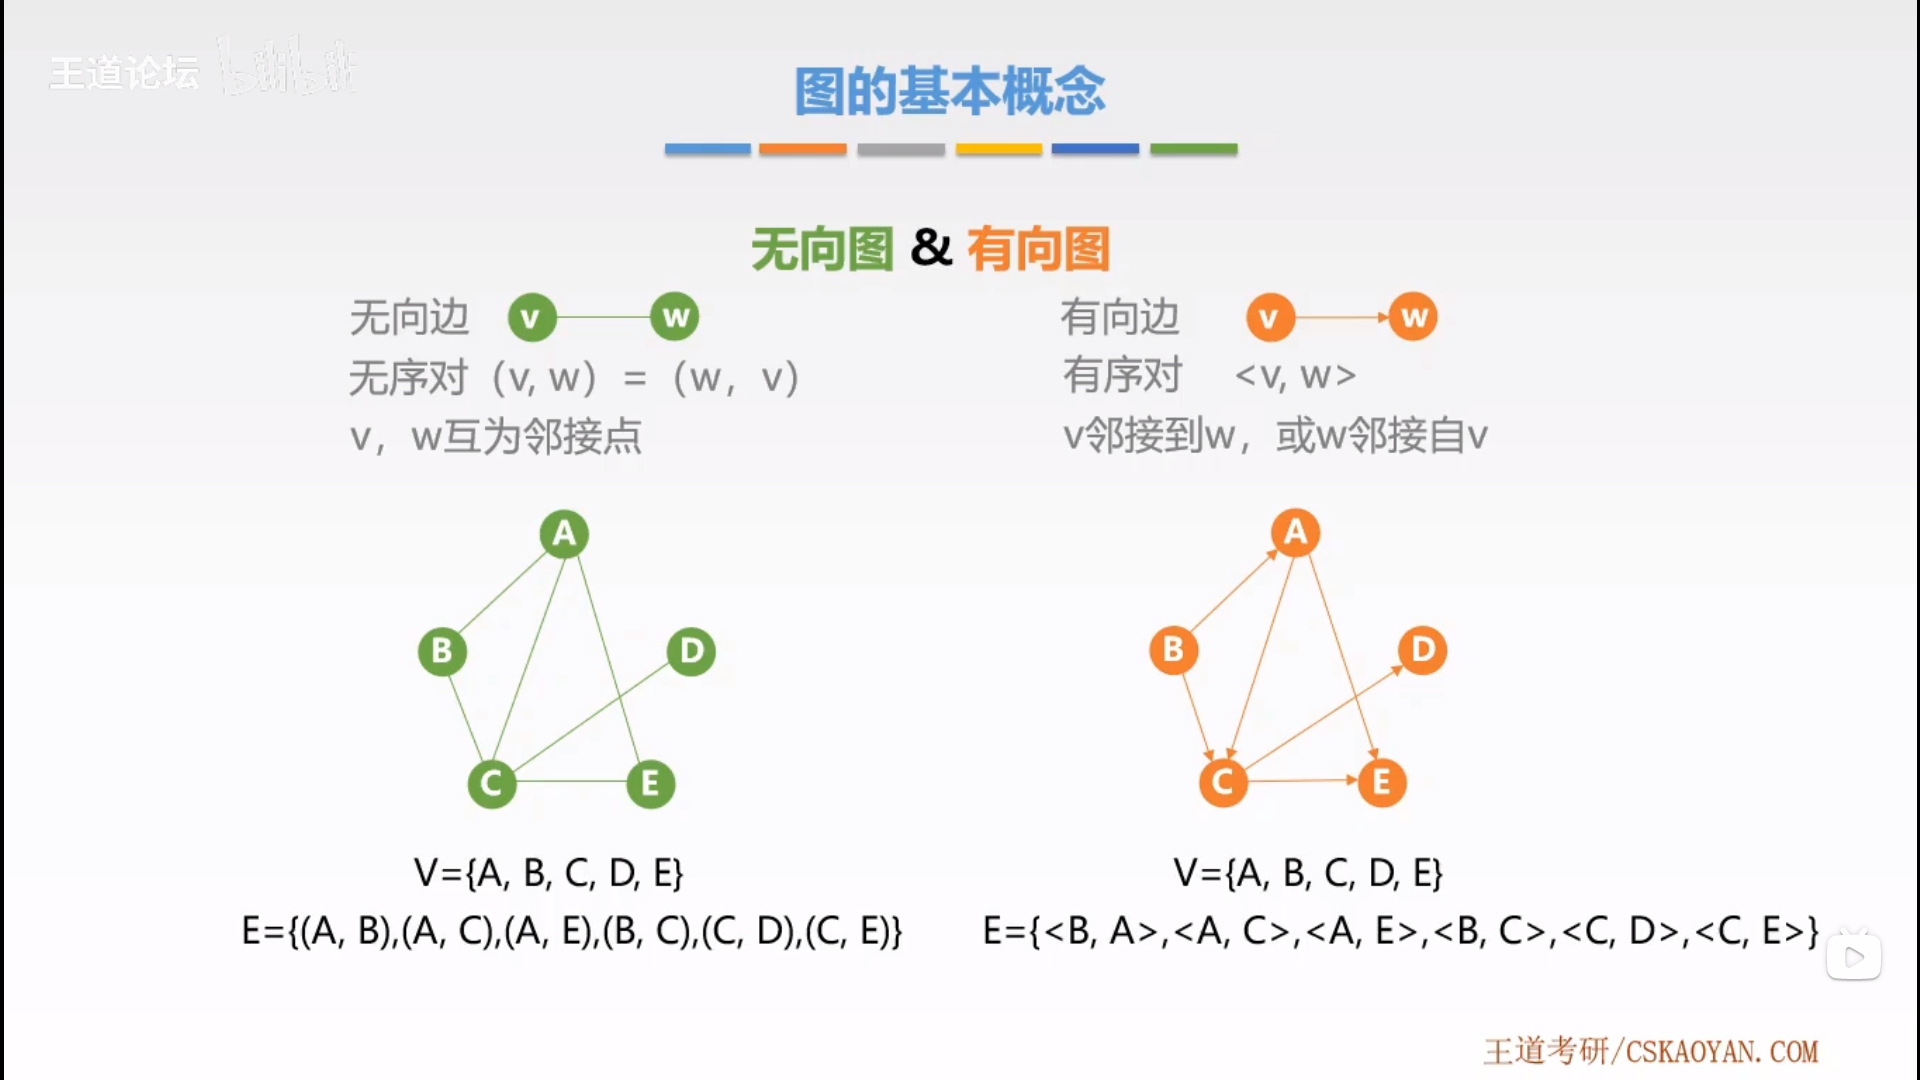 王道论坛 bilibili
图的基本概念
无向图 & 有向图
无向边 v w
无序对（v, w）=（w，v）
v，w互为邻接点
有向边 v w
有序对 <v, w>
v邻接到w，或w邻接自v
A
B
D
C
E
V={A, B, C, D, E}
E={(A, B),(A, C),(A, E),(B, C),(C, D),(C, E)}
A
B
D
C
E
V={A, B, C, D, E}
E={<B, A>,<A, C>,<A, E>,<B, C>,<C, D>,<C, E>}
王道考研/CSKAOYAN.COM